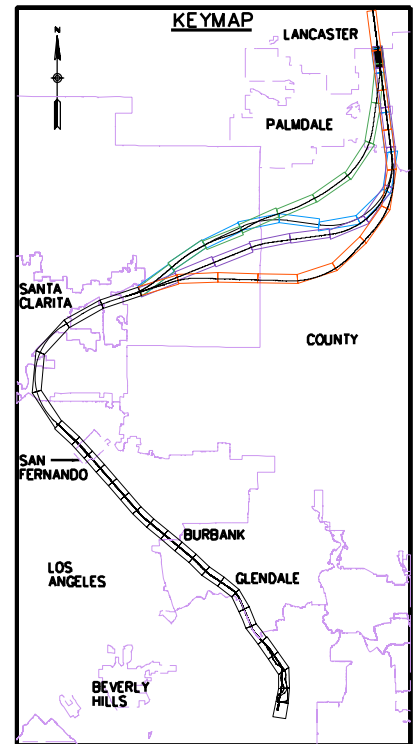 KEYMAP
LANCASTER
N
PALMDALE
SANTA
CLARITA
COUNTY
SAN
FERNANDO
BURBANK
LOS
ANGELES
GLENDALE
BEVERLY
HILLS